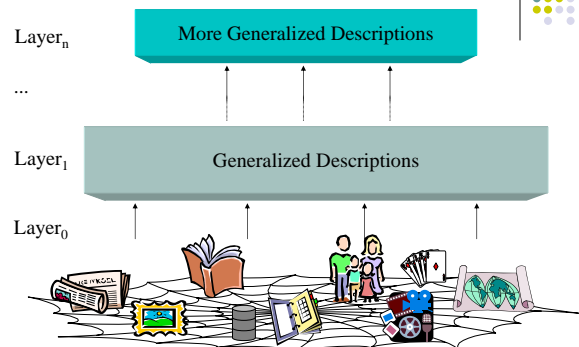 Layerₙ More Generalized Descriptions
...
Layer₁ Generalized Descriptions
Layer₀